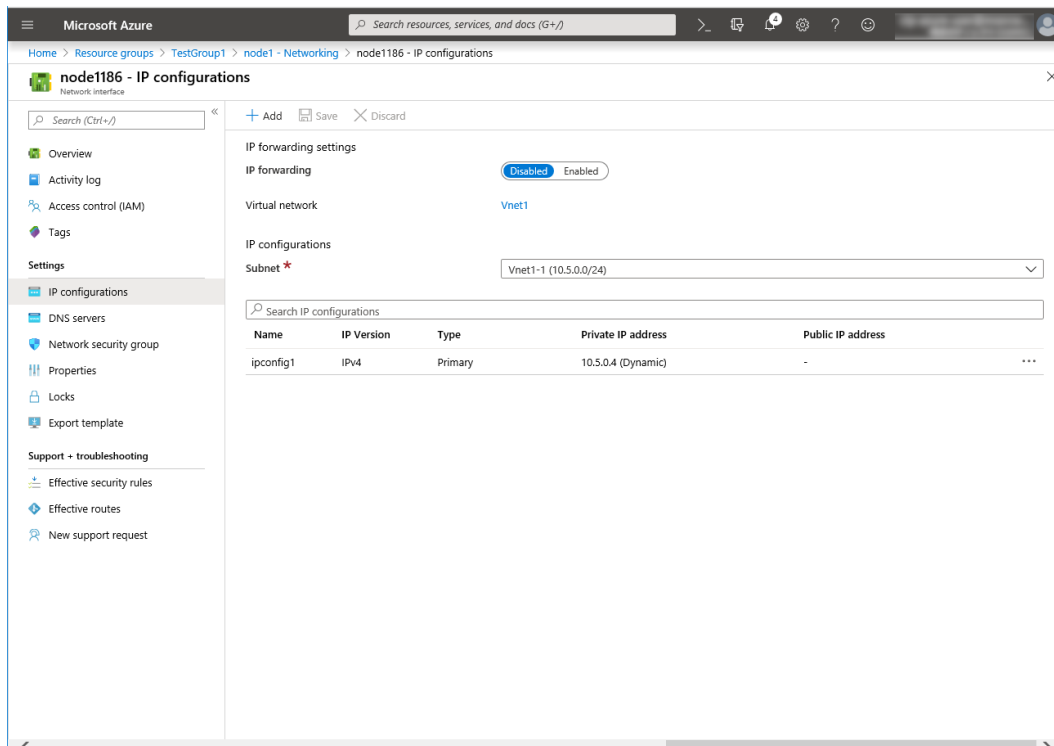 Microsoft Azure
Search resources, services, and docs (G+/)
4
Home > Resource groups > TestGroup1 > node1 - Networking > node1186 - IP configurations
node1186 - IP configurations
Network interface
Search (Ctrl+/)
Overview
Activity log
Access control (IAM)
Tags
Settings
IP configurations
DNS servers
Network security group
Properties
Locks
Export template
Support + troubleshooting
Effective security rules
Effective routes
New support request
Add Save Discard
IP forwarding settings
IP forwarding Disabled Enabled
Virtual network Vnet1
IP configurations
Subnet * Vnet1-1 (10.5.0.0/24)
Search IP configurations
Name IP Version Type Private IP address Public IP address
ipconfig1 IPv4 Primary 10.5.0.4 (Dynamic) -